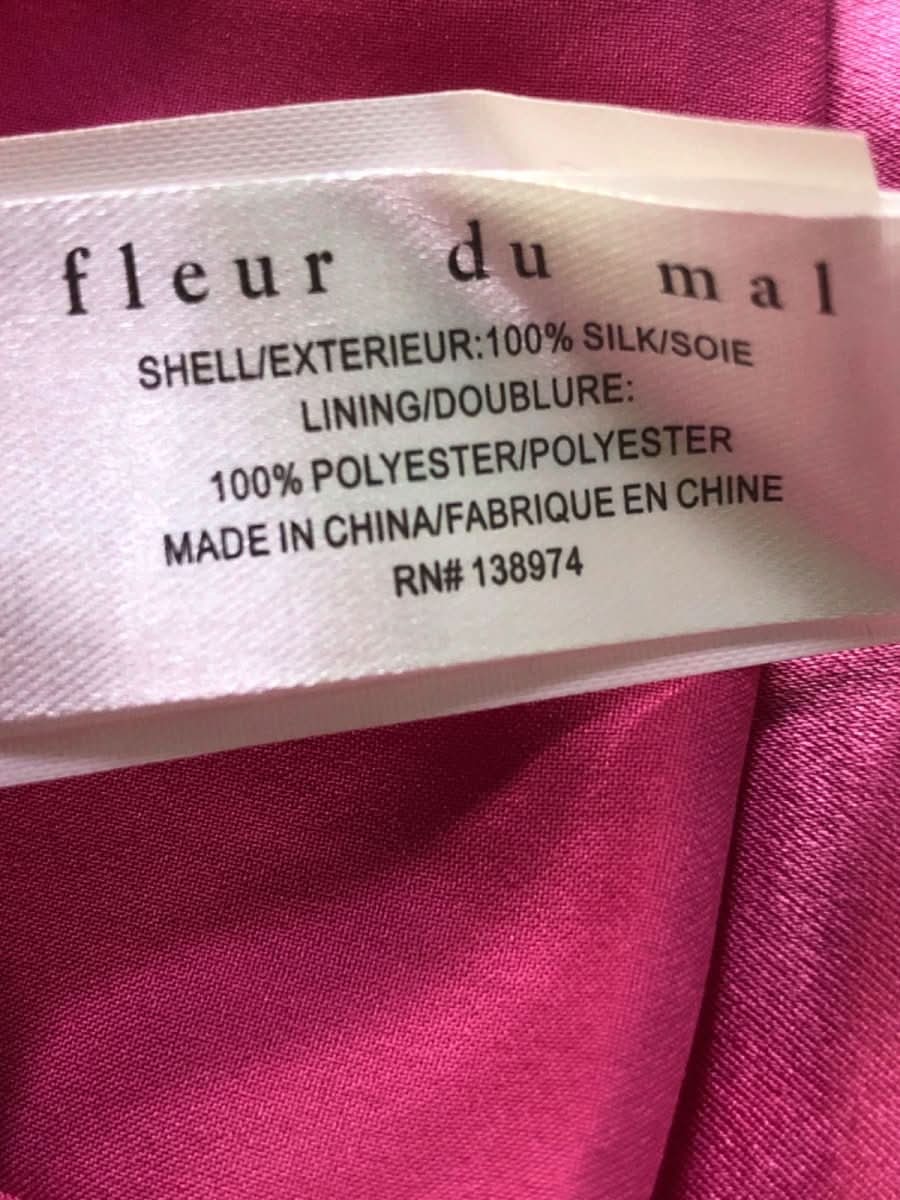 fleur du mal
SHELL/EXTERIEUR:100% SILK/SOIE
LINING/DOUBLURE:
100% POLYESTER/POLYESTER
MADE IN CHINA/FABRIQUE EN CHINE
RN# 138974